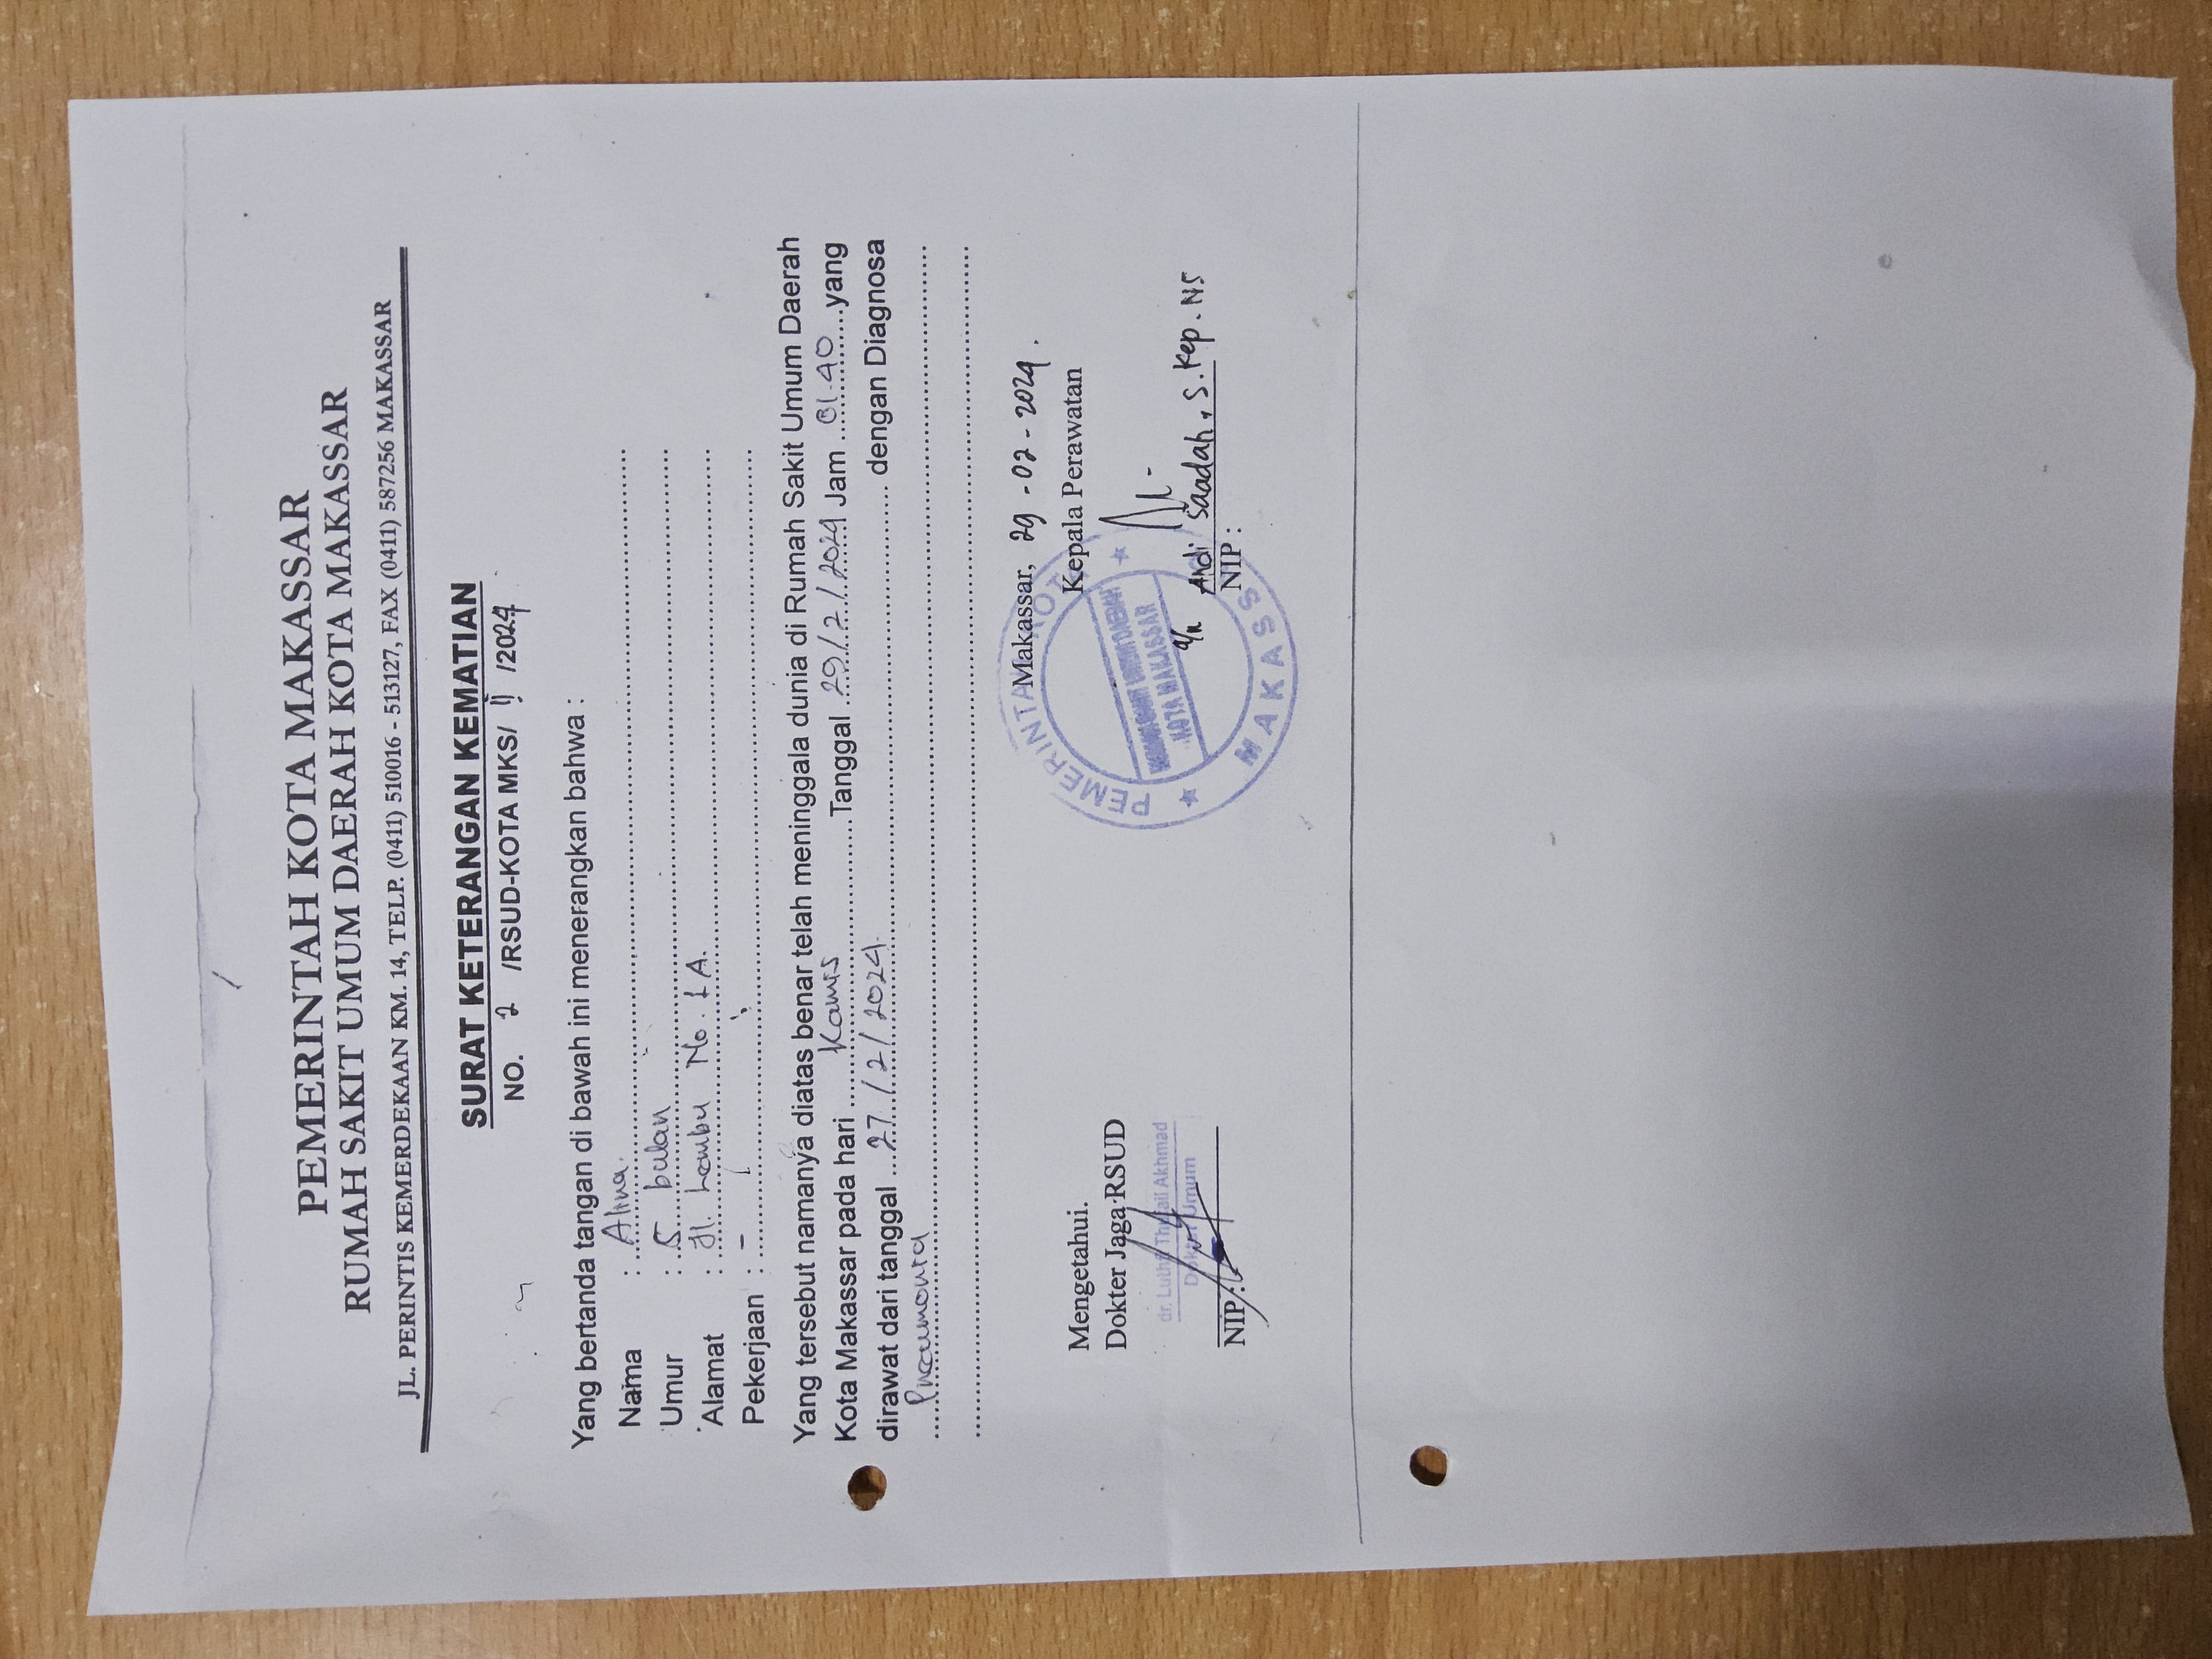 PEMERINTAH KOTA MAKASSAR
RUMAH SAKIT UMUM DAERAH KOTA MAKASSAR
JL. PERINTIS KEMERDEKAAN KM. 14, TELP. (0411) 510016 - 513127, FAX (0411) 587256 MAKASSAR
SURAT KETERANGAN KEMATIAN
NO. 2 /RSUD-KOTA MKS/ II /2024
Yang bertanda tangan di bawah ini menerangkan bahwa :
Nama : Alina.
Umur : 5 bulan
Alamat : Jl. Lembu No. 1A.
Pekerjaan : -
Yang tersebut namanya diatas benar telah meninggala dunia di Rumah Sakit Umum Daerah
Kota Makassar pada hari Kamis Tanggal 29/2/2024 Jam 01.40 yang
dirawat dari tanggal 27/2/2024. dengan Diagnosa
Pneumonia
Makassar, 29-02-2024.
Mengetahui. Kepala Perawatan
Dokter Jaga RSUD
dr. Luthfi Thufail Akhmad
Dokter Umum
a/n Andi Saadah, S.Kep.NS
NIP : NIP :
PEMERINTAH KOTA
RUMAH SAKIT UMUM DAERAH
KOTA MAKASSAR
MAKASSAR